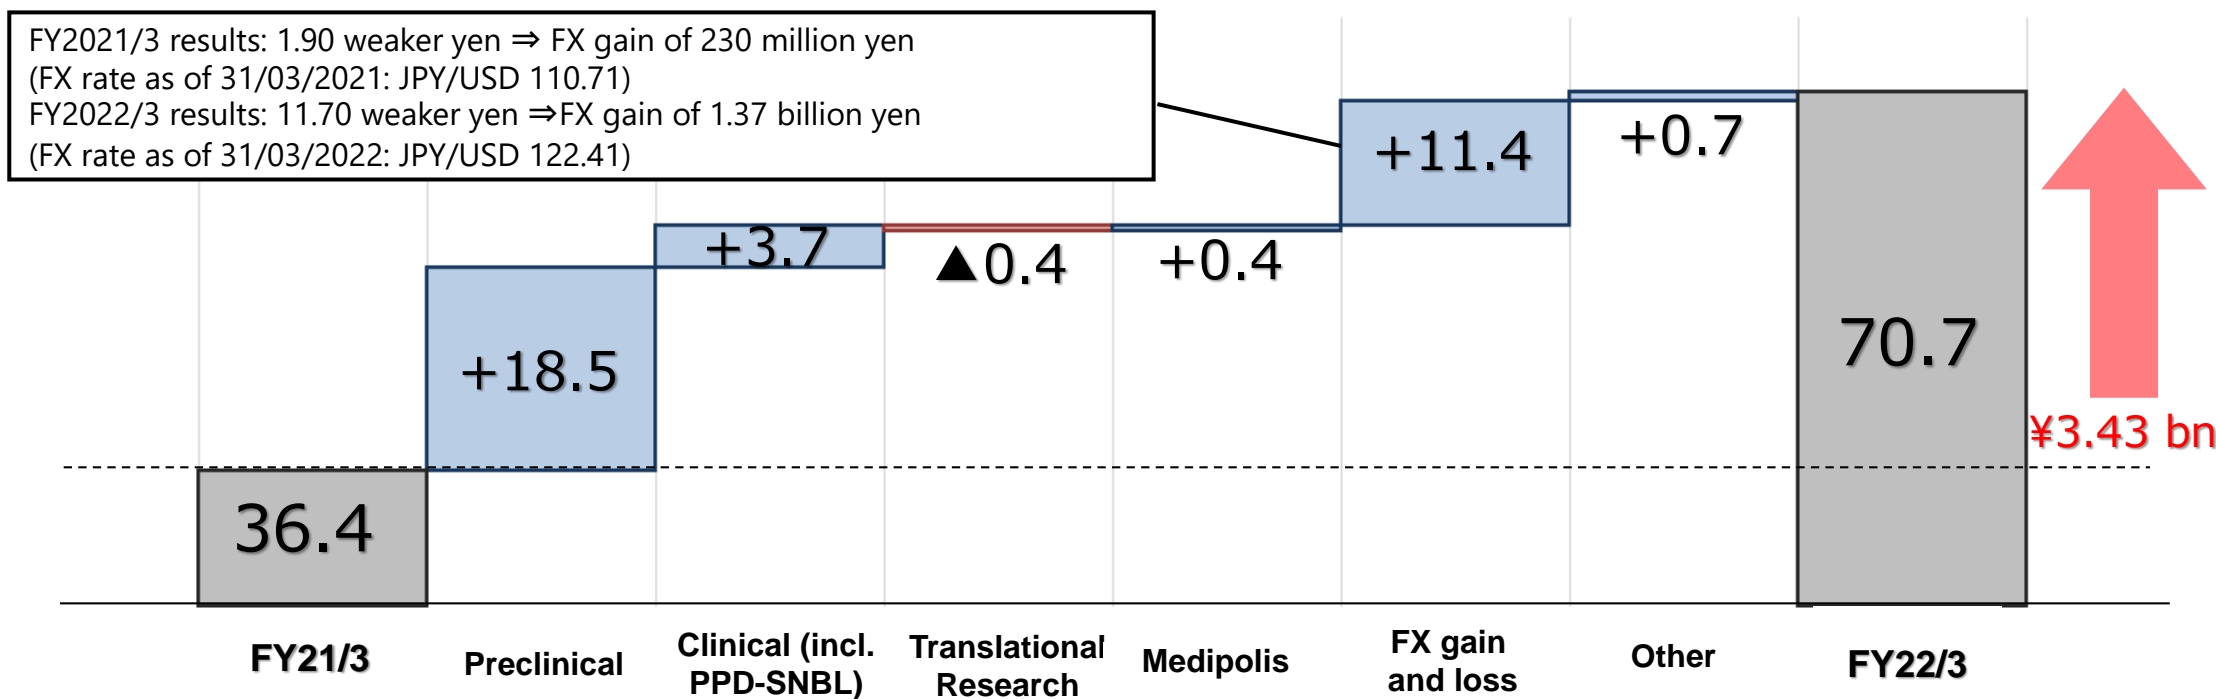 FY2021/3 results: 1.90 weaker yen ⇒ FX gain of 230 million yen
(FX rate as of 31/03/2021: JPY/USD 110.71)
FY2022/3 results: 11.70 weaker yen ⇒FX gain of 1.37 billion yen
(FX rate as of 31/03/2022: JPY/USD 122.41)
36.4
+18.5
+3.7
▲0.4
+0.4
+11.4
+0.7
70.7
¥3.43 bn
FY21/3
Preclinical
Clinical (incl.
PPD-SNBL)
Translational
Research
Medipolis
FX gain
and loss
Other
FY22/3